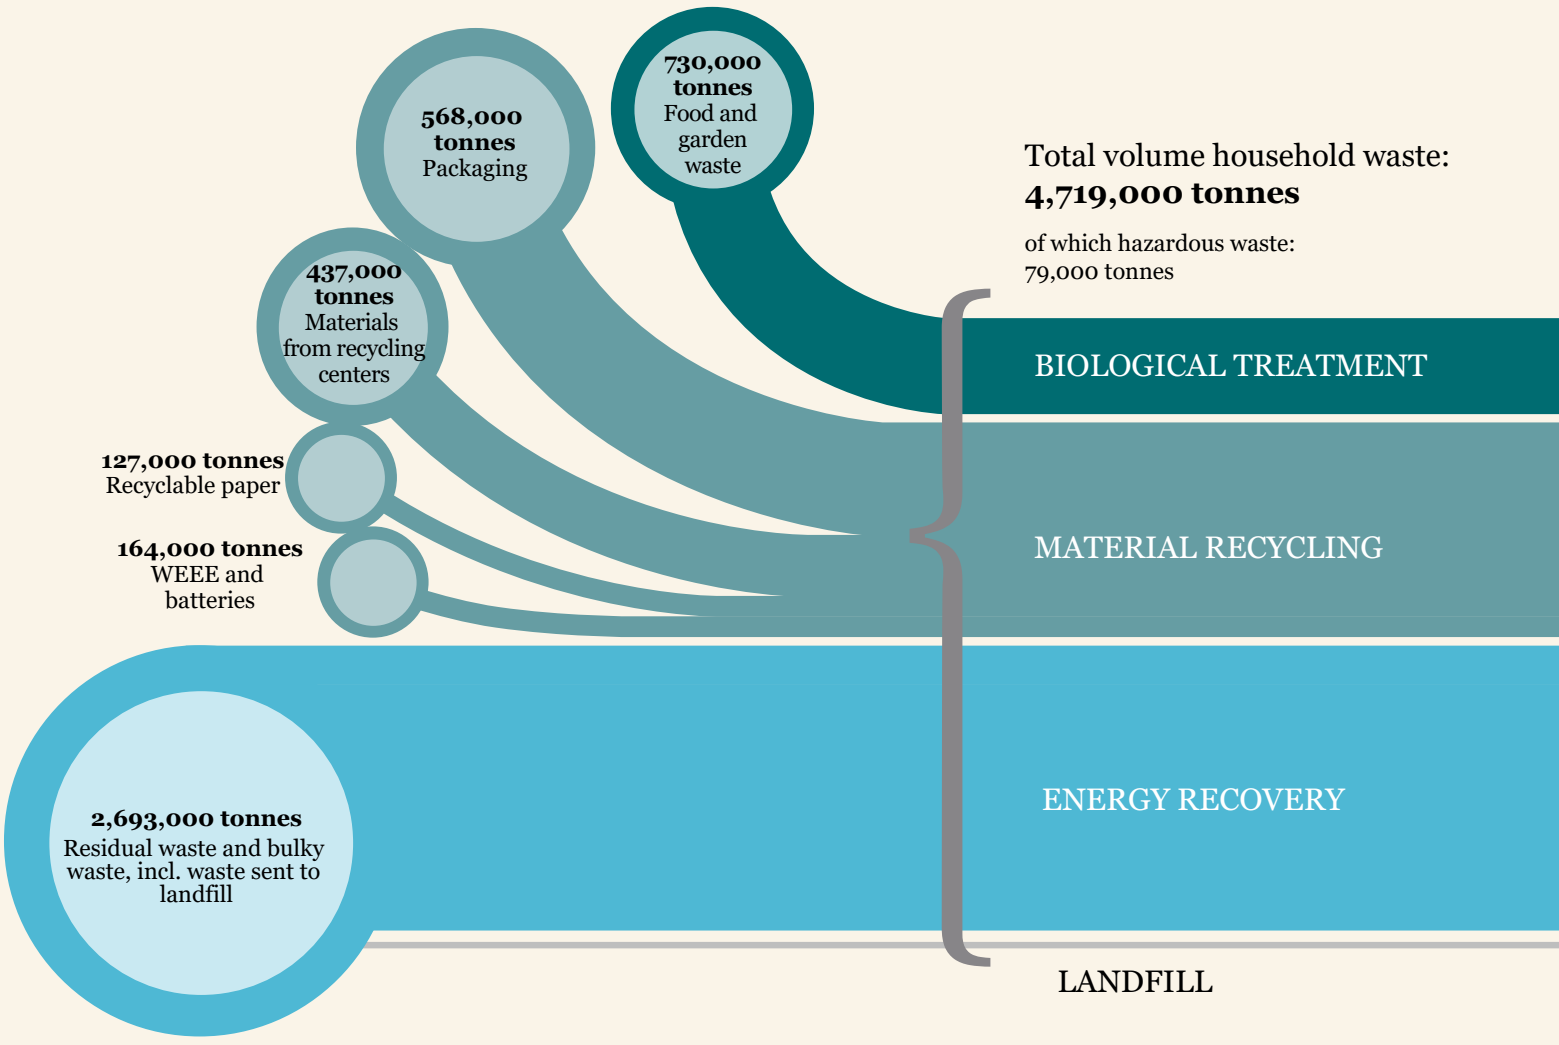 730,000
tonnes
Food and
garden
waste
568,000
tonnes
Packaging
437,000
tonnes
Materials
from recycling
centers
127,000 tonnes
Recyclable paper
164,000 tonnes
WEEE and
batteries
2,693,000 tonnes
Residual waste and bulky
waste, incl. waste sent to
landfill
Total volume household waste:
4,719,000 tonnes
of which hazardous waste:
79,000 tonnes
BIOLOGICAL TREATMENT
MATERIAL RECYCLING
ENERGY RECOVERY
LANDFILL